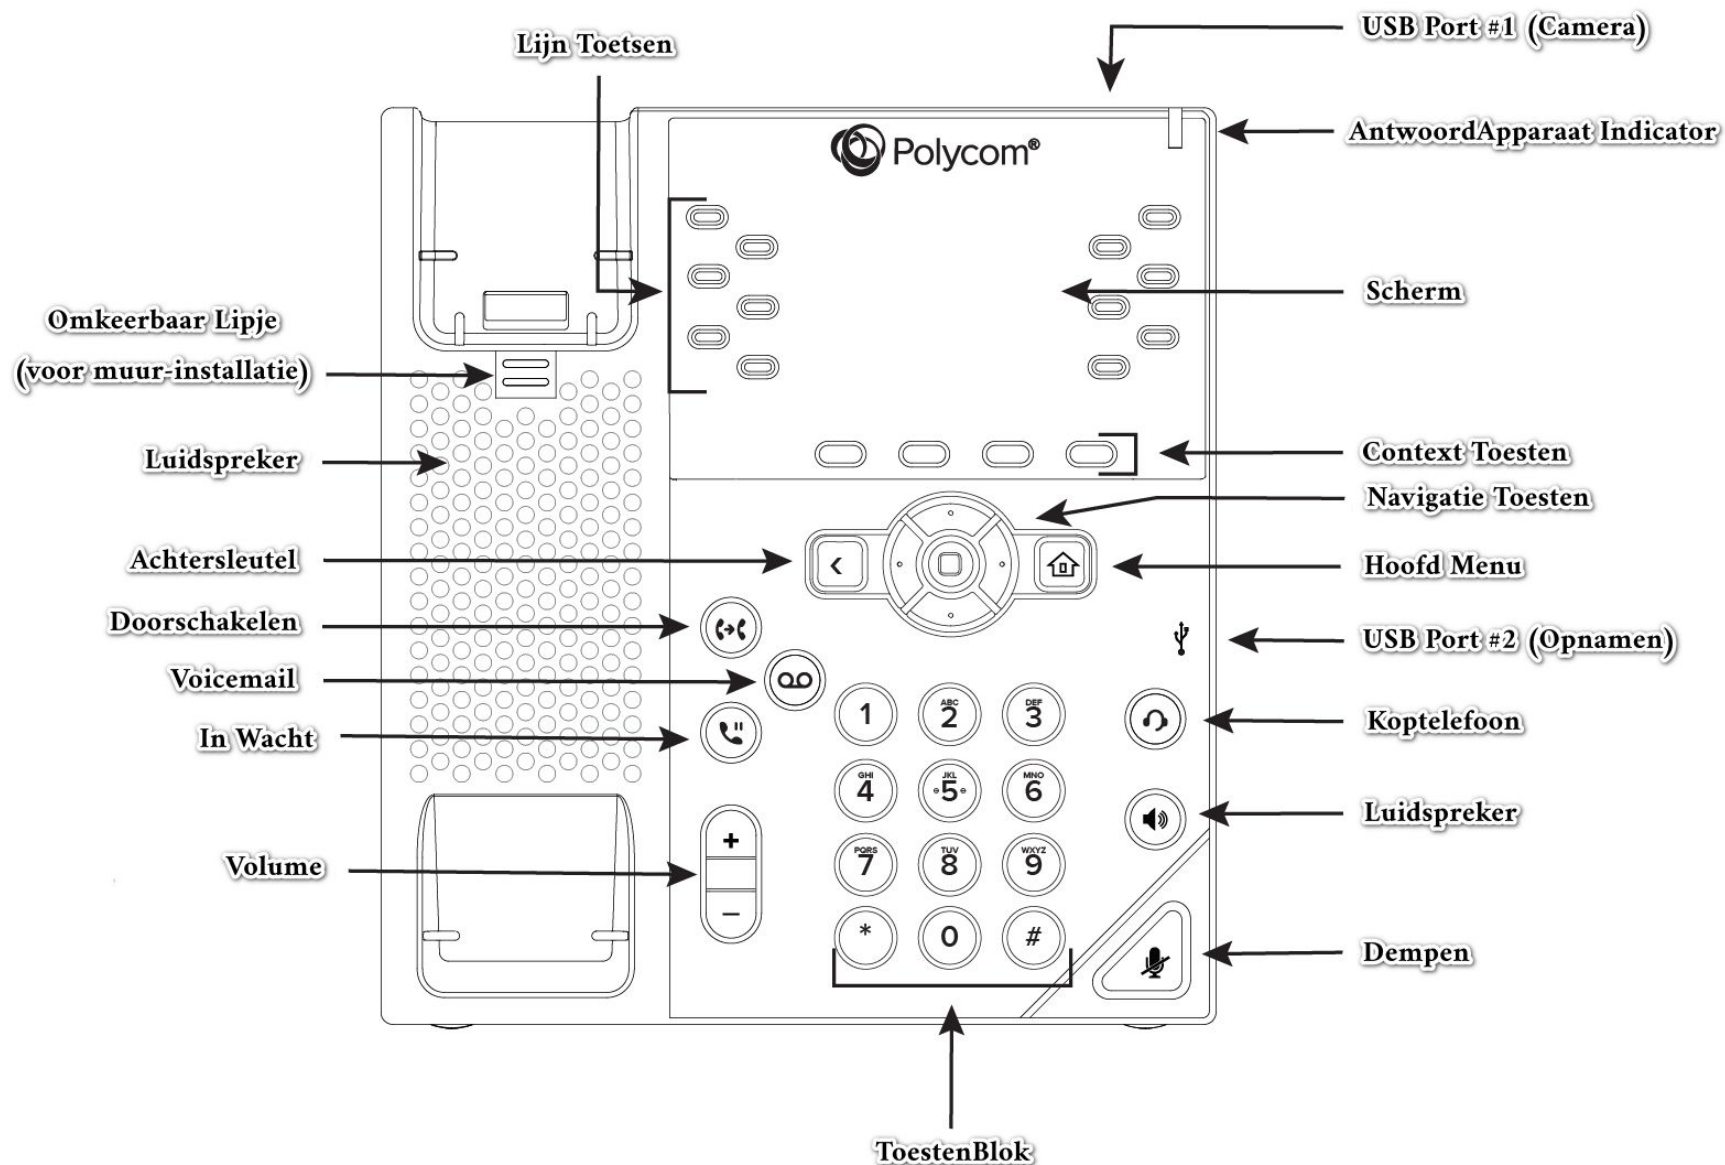 USB Port #1 (Camera)
Lijn Toetsen
AntwoordApparaat Indicator
Polycom®
Scherm
Omkeerbaar Lipje
(voor muur-installatie)
Context Toesten
Luidspreker
Navigatie Toesten
Achtersleutel
Hoofd Menu
Doorschakelen
USB Port #2 (Opnamen)
Voicemail
In Wacht
Koptelefoon
1
ABC
2
DEF
3
GHI
4
JKL
5
MNO
6
Luidspreker
+
−
Volume
PQRS
7
TUV
8
WXYZ
9
*
0
#
Dempen
ToestenBlok